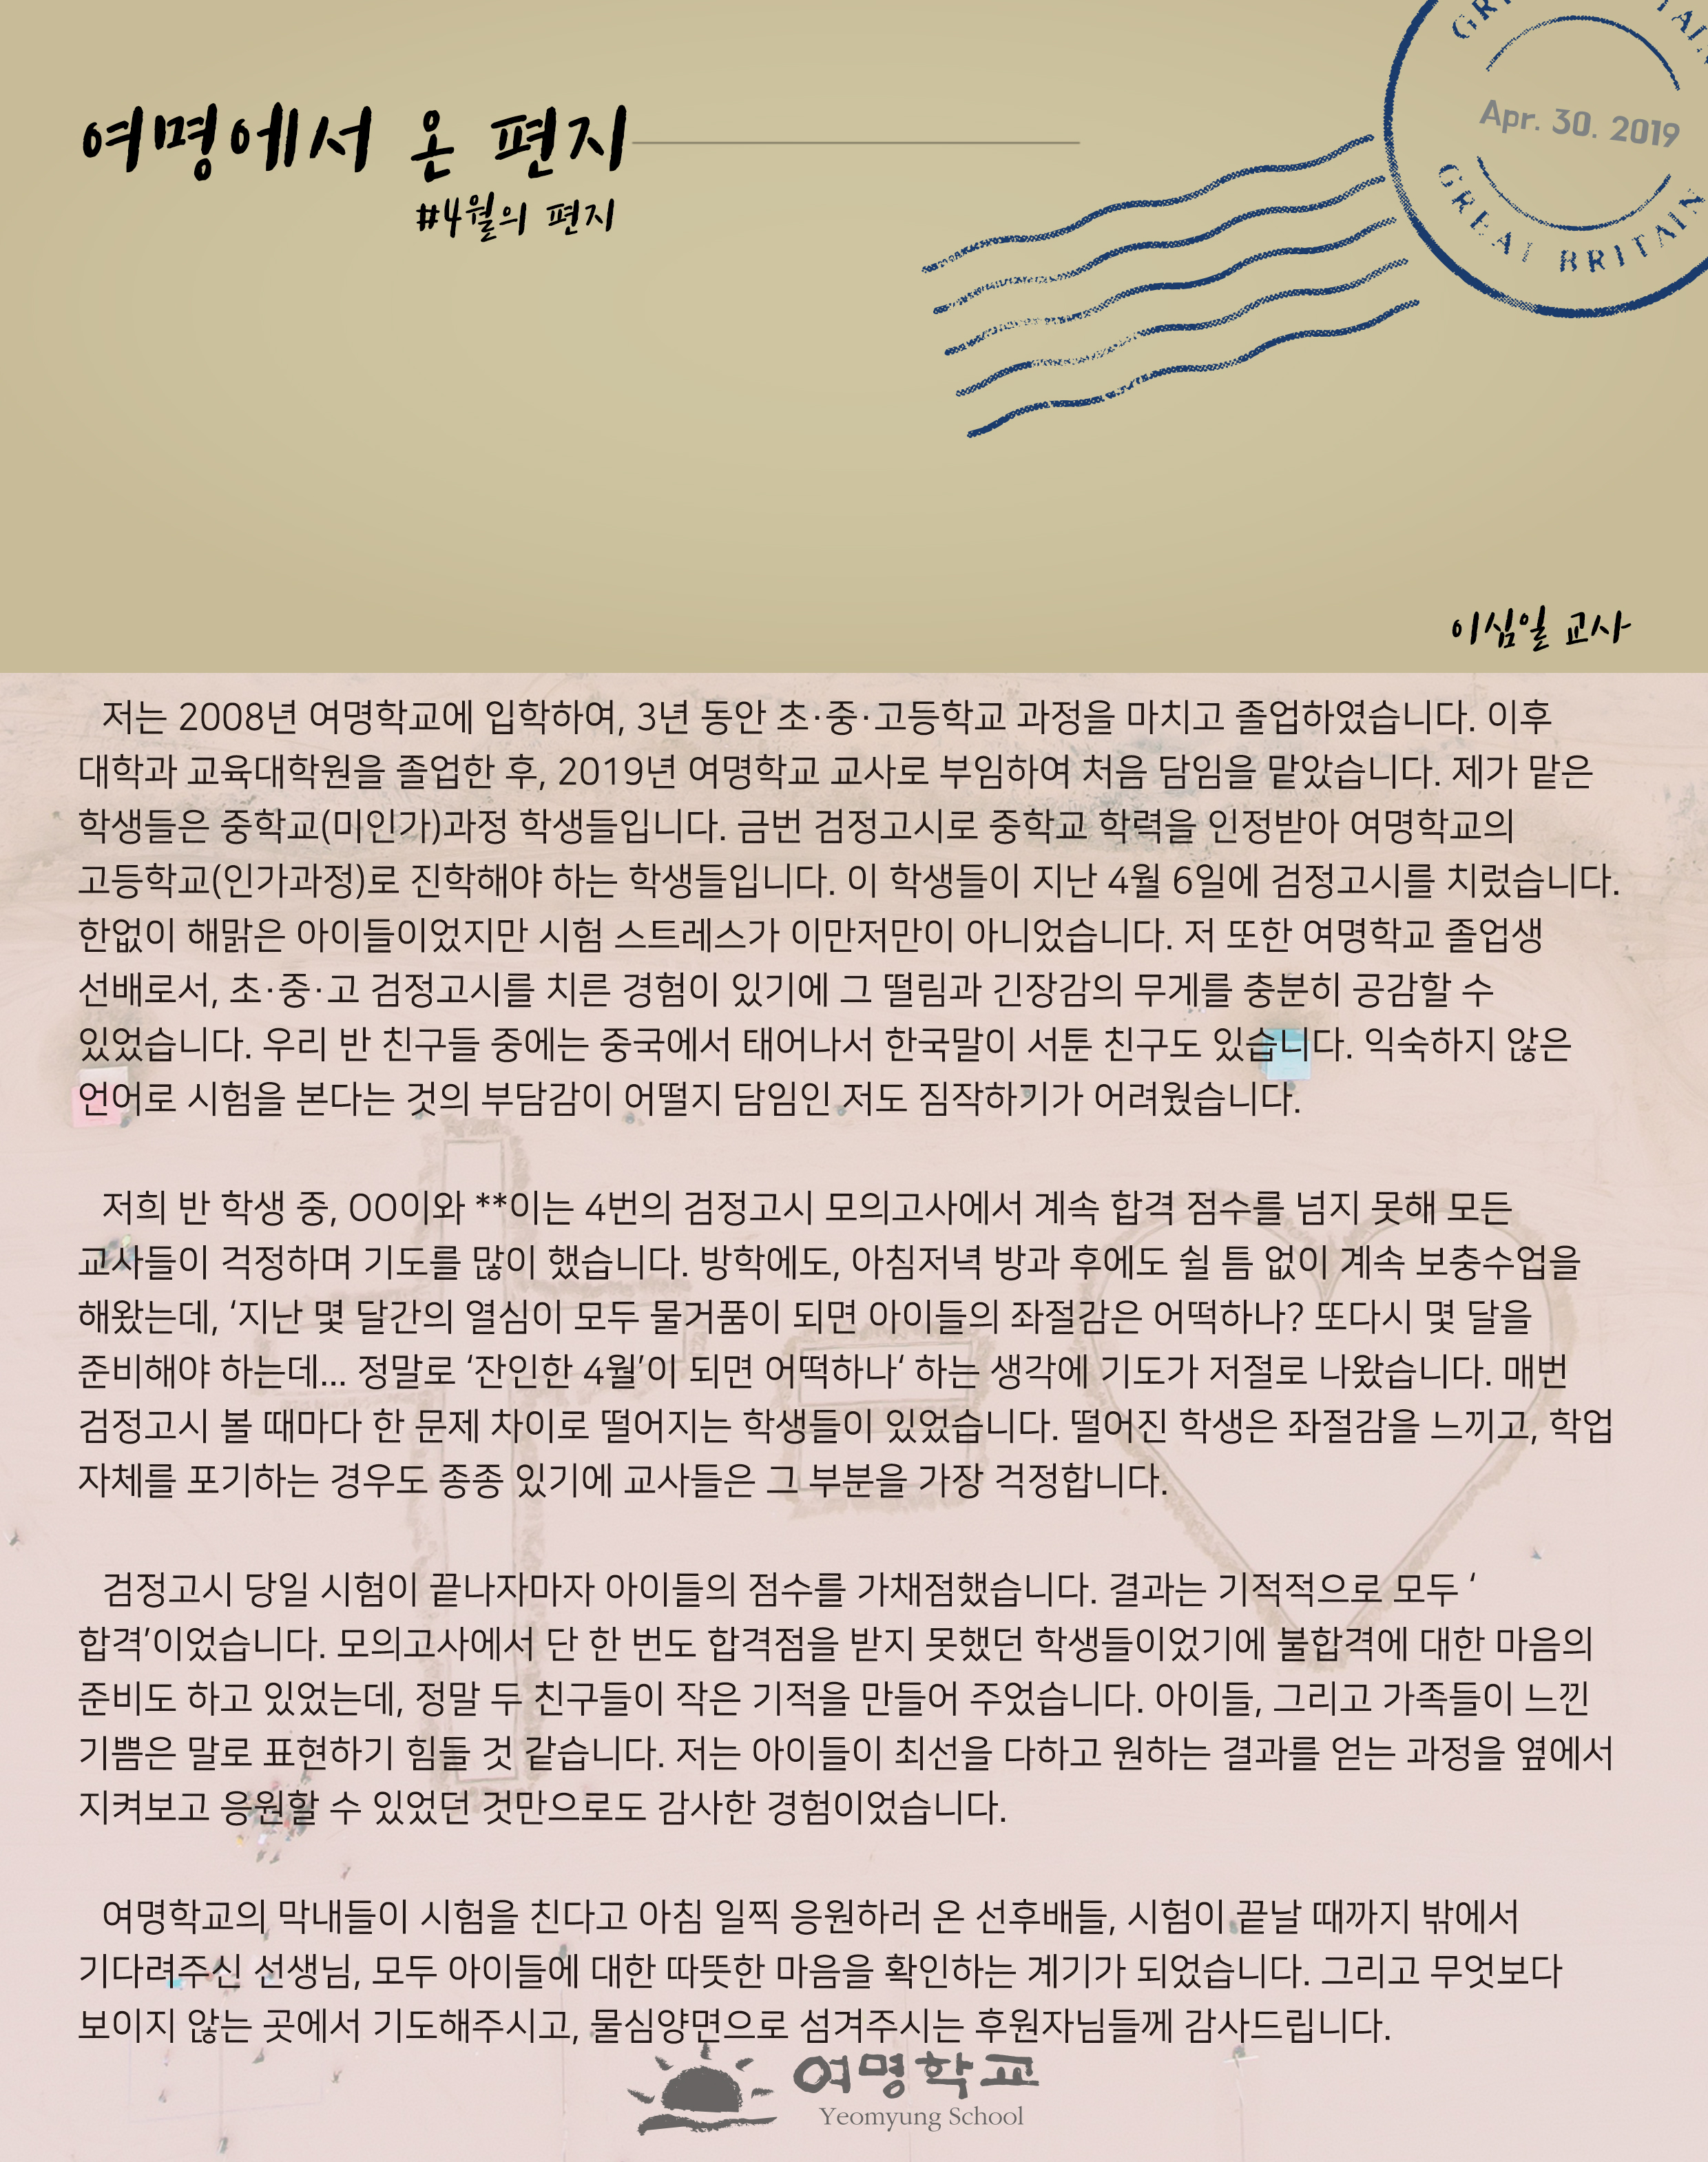 여명에서 온 편지
#4월의 편지
Apr. 30. 2019
GREAT BRITAIN
이심일 교사
저는 2008년 여명학교에 입학하여, 3년 동안 초·중·고등학교 과정을 마치고 졸업하였습니다. 이후
대학과 교육대학원을 졸업한 후, 2019년 여명학교 교사로 부임하여 처음 담임을 맡았습니다. 제가 맡은
학생들은 중학교(미인가)과정 학생들입니다. 금번 검정고시로 중학교 학력을 인정받아 여명학교의
고등학교(인가과정)로 진학해야 하는 학생들입니다. 이 학생들이 지난 4월 6일에 검정고시를 치렀습니다.
한없이 해맑은 아이들이었지만 시험 스트레스가 이만저만이 아니었습니다. 저 또한 여명학교 졸업생
선배로서, 초·중·고 검정고시를 치른 경험이 있기에 그 떨림과 긴장감의 무게를 충분히 공감할 수
있었습니다. 우리 반 친구들 중에는 중국에서 태어나서 한국말이 서툰 친구도 있습니다. 익숙하지 않은
언어로 시험을 본다는 것의 부담감이 어떨지 담임인 저도 짐작하기가 어려웠습니다.
저희 반 학생 중, OO이와 **이는 4번의 검정고시 모의고사에서 계속 합격 점수를 넘지 못해 모든
교사들이 걱정하며 기도를 많이 했습니다. 방학에도, 아침저녁 방과 후에도 쉴 틈 없이 계속 보충수업을
해왔는데, ‘지난 몇 달간의 열심이 모두 물거품이 되면 아이들의 좌절감은 어떡하나? 또다시 몇 달을
준비해야 하는데... 정말로 ‘잔인한 4월’이 되면 어떡하나‘ 하는 생각에 기도가 저절로 나왔습니다. 매번
검정고시 볼 때마다 한 문제 차이로 떨어지는 학생들이 있었습니다. 떨어진 학생은 좌절감을 느끼고, 학업
자체를 포기하는 경우도 종종 있기에 교사들은 그 부분을 가장 걱정합니다.
검정고시 당일 시험이 끝나자마자 아이들의 점수를 가채점했습니다. 결과는 기적적으로 모두 ‘
합격’이었습니다. 모의고사에서 단 한 번도 합격점을 받지 못했던 학생들이었기에 불합격에 대한 마음의
준비도 하고 있었는데, 정말 두 친구들이 작은 기적을 만들어 주었습니다. 아이들, 그리고 가족들이 느낀
기쁨은 말로 표현하기 힘들 것 같습니다. 저는 아이들이 최선을 다하고 원하는 결과를 얻는 과정을 옆에서
지켜보고 응원할 수 있었던 것만으로도 감사한 경험이었습니다.
여명학교의 막내들이 시험을 친다고 아침 일찍 응원하러 온 선후배들, 시험이 끝날 때까지 밖에서
기다려주신 선생님, 모두 아이들에 대한 따뜻한 마음을 확인하는 계기가 되었습니다. 그리고 무엇보다
보이지 않는 곳에서 기도해주시고, 물심양면으로 섬겨주시는 후원자님들께 감사드립니다.
여명학교
Yeomyung School